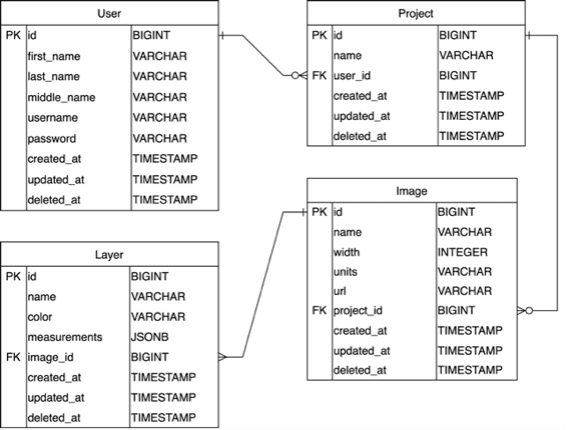 User
PK id BIGINT
first_name VARCHAR
last_name VARCHAR
middle_name VARCHAR
username VARCHAR
password VARCHAR
created_at TIMESTAMP
updated_at TIMESTAMP
deleted_at TIMESTAMP
Project
PK id BIGINT
name VARCHAR
FK user_id BIGINT
created_at TIMESTAMP
updated_at TIMESTAMP
deleted_at TIMESTAMP
Layer
PK id BIGINT
name VARCHAR
color VARCHAR
measurements JSONB
FK image_id BIGINT
created_at TIMESTAMP
updated_at TIMESTAMP
deleted_at TIMESTAMP
Image
PK id BIGINT
name VARCHAR
width INTEGER
units VARCHAR
url VARCHAR
FK project_id BIGINT
created_at TIMESTAMP
updated_at TIMESTAMP
deleted_at TIMESTAMP